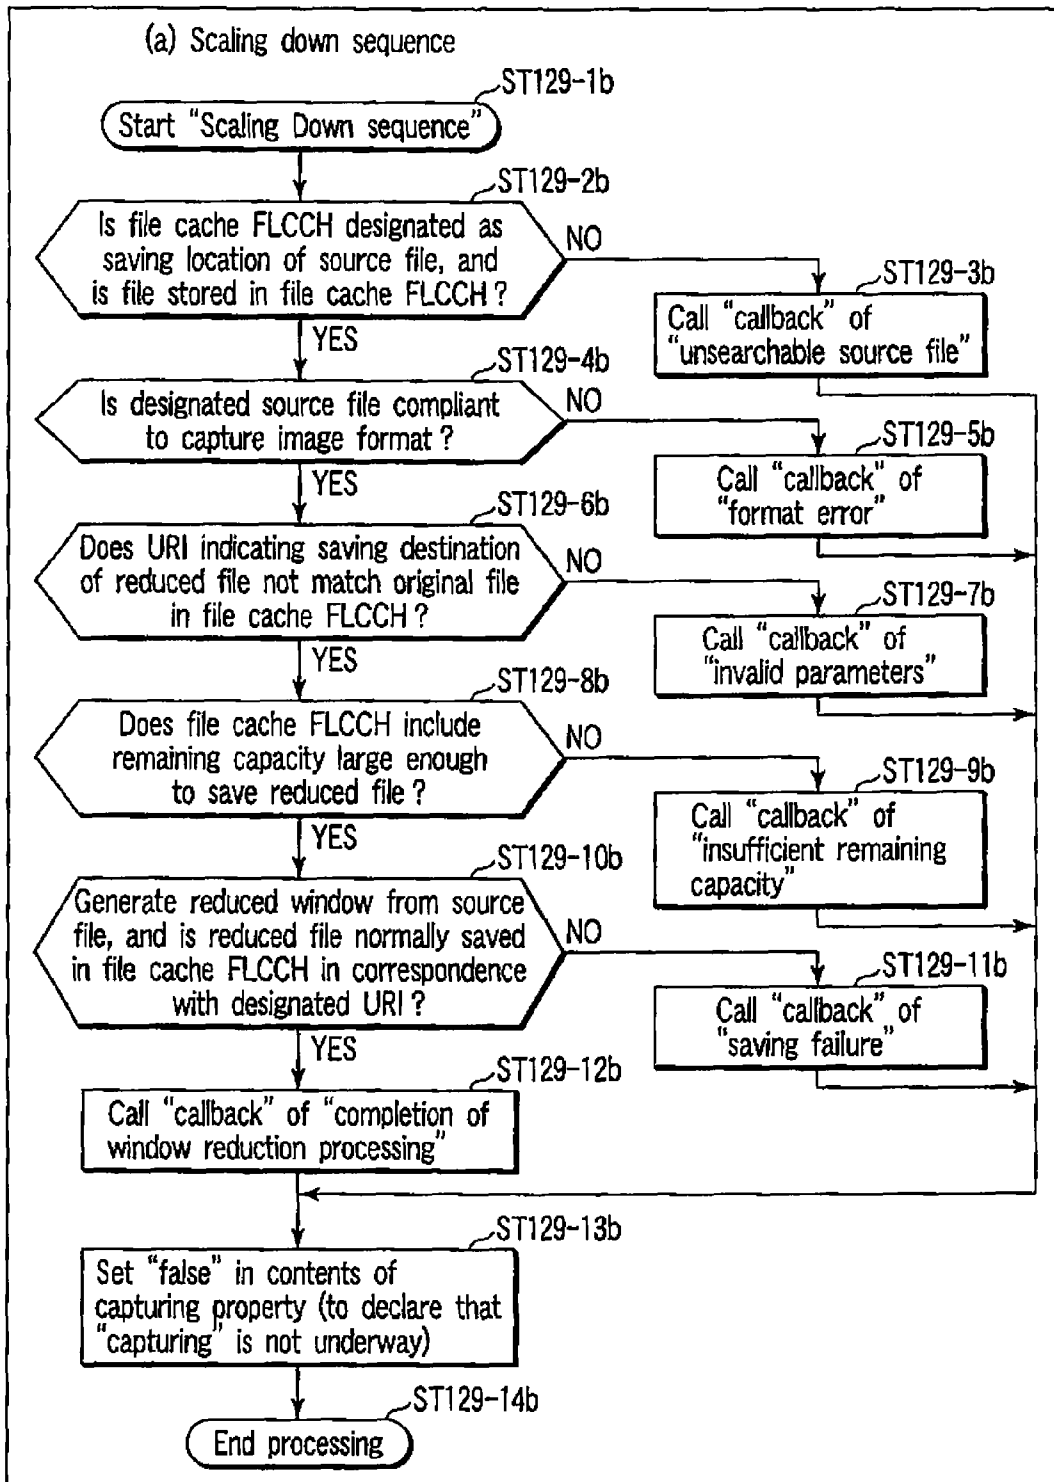 (a) Scaling down sequence
ST129-1b
Start “Scaling Down sequence”
ST129-2b
Is file cache FLCCH designated as
saving location of source file, and
is file stored in file cache FLCCH ?
NO
YES
ST129-3b
Call “callback” of
“unsearchable source file”
ST129-4b
Is designated source file compliant
to capture image format ?
NO
YES
ST129-5b
Call “callback” of
“format error”
ST129-6b
Does URI indicating saving destination
of reduced file not match original file
in file cache FLCCH ?
NO
YES
ST129-7b
Call “callback” of
“invalid parameters”
ST129-8b
Does file cache FLCCH include
remaining capacity large enough
to save reduced file ?
NO
YES
ST129-9b
Call “callback” of
“insufficient remaining
capacity”
ST129-10b
Generate reduced window from source
file, and is reduced file normally saved
in file cache FLCCH in correspondence
with designated URI ?
NO
YES
ST129-11b
Call “callback” of
“saving failure”
ST129-12b
Call “callback” of “completion of
window reduction processing”
ST129-13b
Set “false” in contents of
capturing property (to declare that
“capturing” is not underway)
ST129-14b
End processing